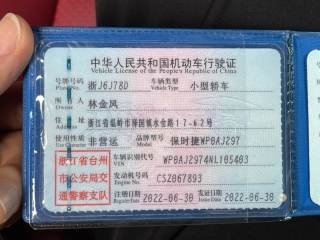 中华人民共和国机动车行驶证
Vehicle License of the People's Republic of China
号牌号码 Plate No. 浙J6J78D 车辆类型 Vehicle Type 小型轿车
所有人 Owner 林金凤
住址 Address 浙江省温岭市泽国镇水仓路17-62号
使用性质 Use Character 非营运 品牌型号 Model 保时捷WP0AJ297
浙江省台州市公安局交通警察支队
车辆识别代号 VIN WP0AJ2974NL105403
发动机号码 Engine No. CSZ067893
注册日期 Register Date 2022-06-30 发证日期 Issue Date 2022-06-30